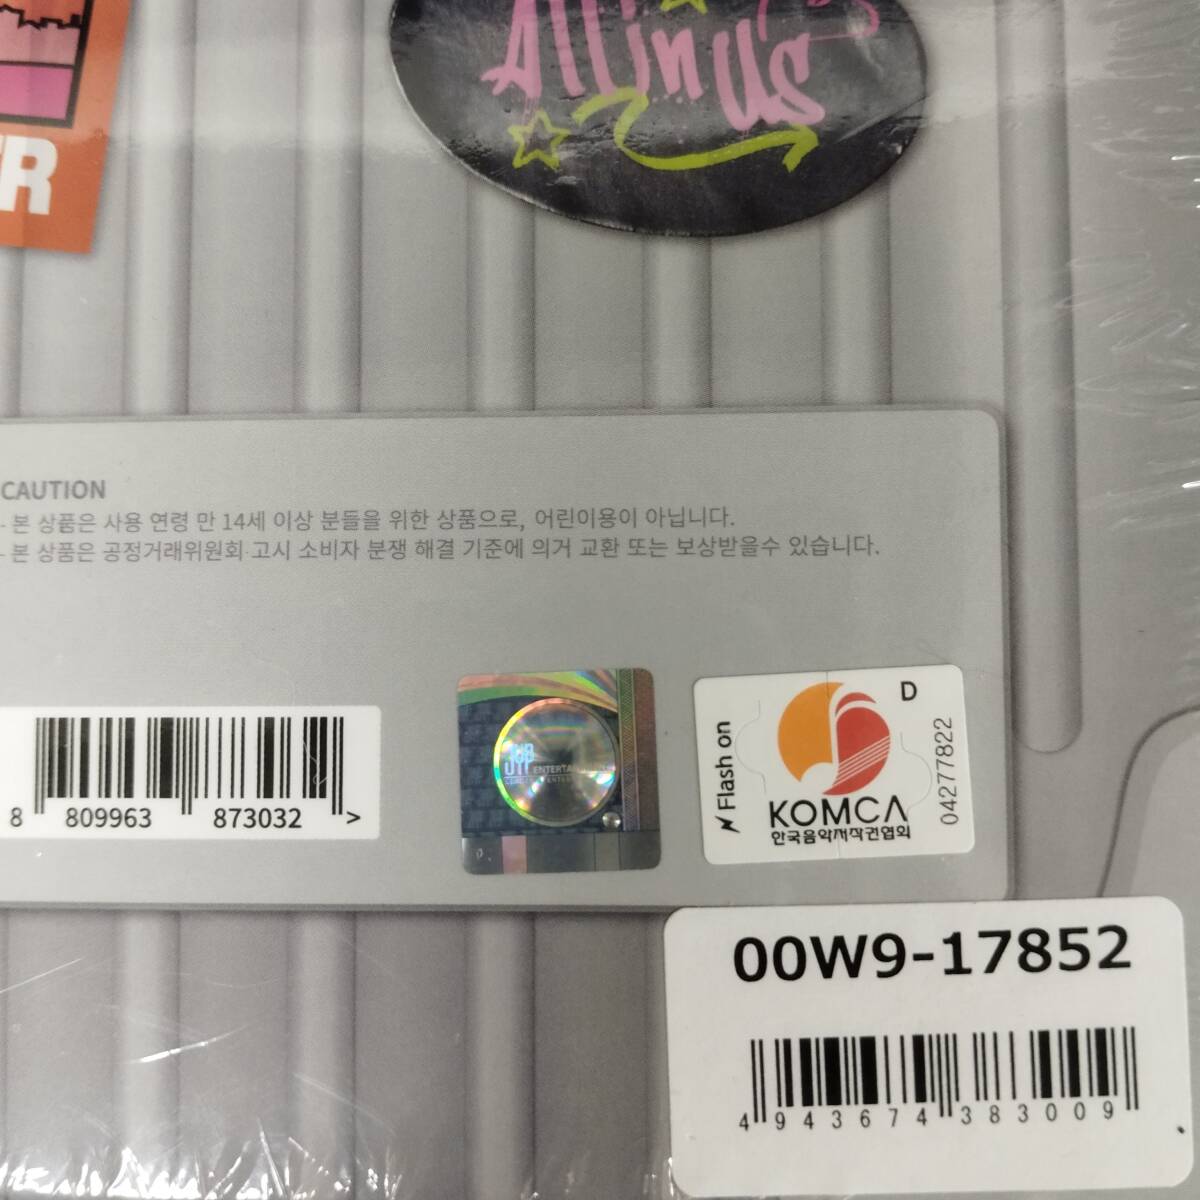 All in US
ER
CAUTION
- 본 상품은 사용 연령 만 14세 이상 분들을 위한 상품으로, 어린이용이 아닙니다.
- 본 상품은 공정거래위원회 고시 소비자 분쟁 해결 기준에 의거 교환 또는 보상받을수 있습니다.
8 809963 873032 >
ENTERTA
Flash on
D
KOMCA
한국음악저작권협회
04277822
00W9-17852
4943674383009